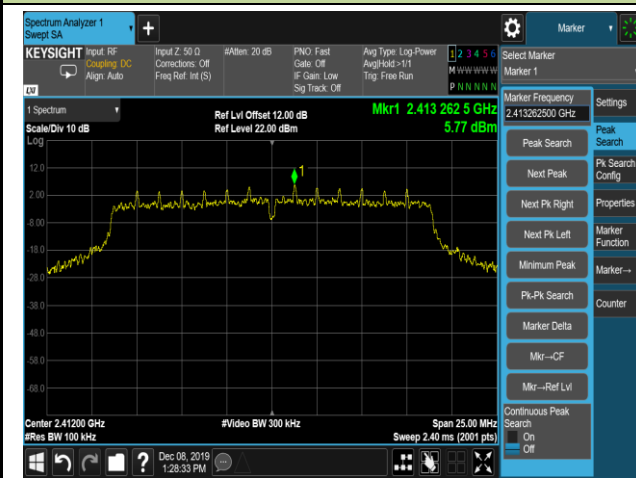 Spectrum Analyzer 1
Swept SA
+
Marker
KEYSIGHT
Input: RF
Coupling: DC
Align: Auto
Input Z: 50 Ω
Corrections: Off
Freq Ref: Int (S)
#Atten: 20 dB
PNO: Fast
Gate: Off
IF Gain: Low
Sig Track: Off
Avg Type: Log-Power
Avg|Hold:>1/1
Trig: Free Run
1 2 3 4 5 6
M W W W W W
P N N N N N
LXI
Select Marker
Marker 1
1 Spectrum
Scale/Div 10 dB
Log
Ref Lvl Offset 12.00 dB
Ref Level 22.00 dBm
Mkr1 2.413 262 5 GHz
5.77 dBm
1
12.0
2.00
-8.00
-18.0
-28.0
-38.0
-48.0
-58.0
-68.0
Center 2.41200 GHz
#Res BW 100 kHz
#Video BW 300 kHz
Span 25.00 MHz
Sweep 2.40 ms (2001 pts)
Marker Frequency
2.413262500 GHz
Peak Search
Next Peak
Next Pk Right
Next Pk Left
Minimum Peak
Pk-Pk Search
Marker Delta
Mkr→CF
Mkr→Ref Lvl
Continuous Peak
Search
On
Off
Settings
Peak
Search
Pk Search
Config
Properties
Marker
Function
Marker→
Counter
?
Dec 08, 2019
1:28:33 PM